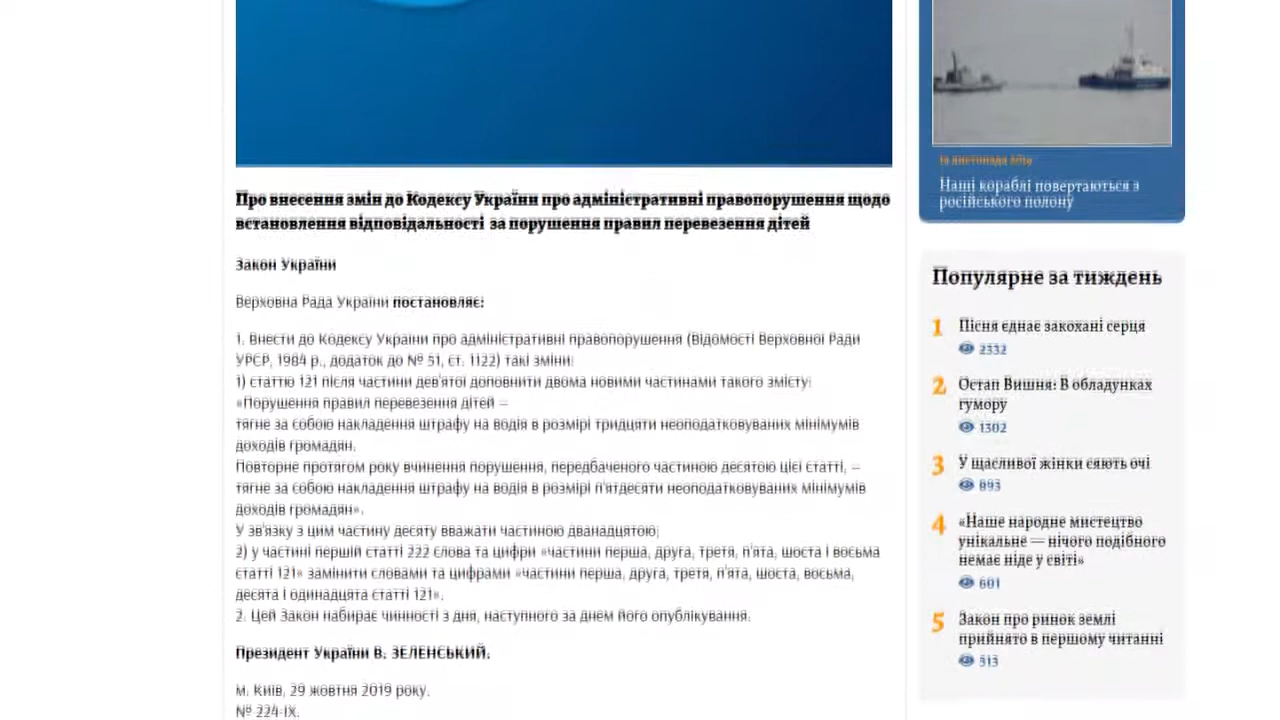 Про внесення змін до Кодексу України про адміністративні правопорушення щодо
встановлення відповідальності за порушення правил перевезення дітей
Закон України
Верховна Рада України постановляє:
1. Внести до Кодексу України про адміністративні правопорушення (Відомості Верховної Ради
УРСР, 1984 р., додаток до № 51, ст. 1122) такі зміни:
1) статтю 121 після частини дев'ятої доповнити двома новими частинами такого змісту:
«Порушення правил перевезення дітей –
тягне за собою накладення штрафу на водія в розмірі тридцяти неоподатковуваних мінімумів
доходів громадян.
Повторне протягом року вчинення порушення, передбаченого частиною десятою цієї статті, –
тягне за собою накладення штрафу на водія в розмірі п'ятдесяти неоподатковуваних мінімумів
доходів громадян».
У зв'язку з цим частину десяту вважати частиною дванадцятою;
2) у частині першій статті 222 слова та цифри «частини перша, друга, третя, п'ята, шоста і восьма
статті 121» замінити словами та цифрами «частини перша, друга, третя, п'ята, шоста, восьма,
десята і одинадцята статті 121».
2. Цей Закон набирає чинності з дня, наступного за днем його опублікування.
Президент України В. ЗЕЛЕНСЬКИЙ.
м. Київ, 29 жовтня 2019 року.
№ 224-IX.
19 листопада 2019
Наші кораблі повертаються з
російського полону
Популярне за тиждень
1 Пісня єднає закохані серця
2332
2 Остап Вишня: В обладунках
гумору
1302
3 У щасливої жінки сяють очі
893
4 «Наше народне мистецтво
унікальне — нічого подібного
немає ніде у світі»
601
5 Закон про ринок землі
прийнято в першому читанні
513